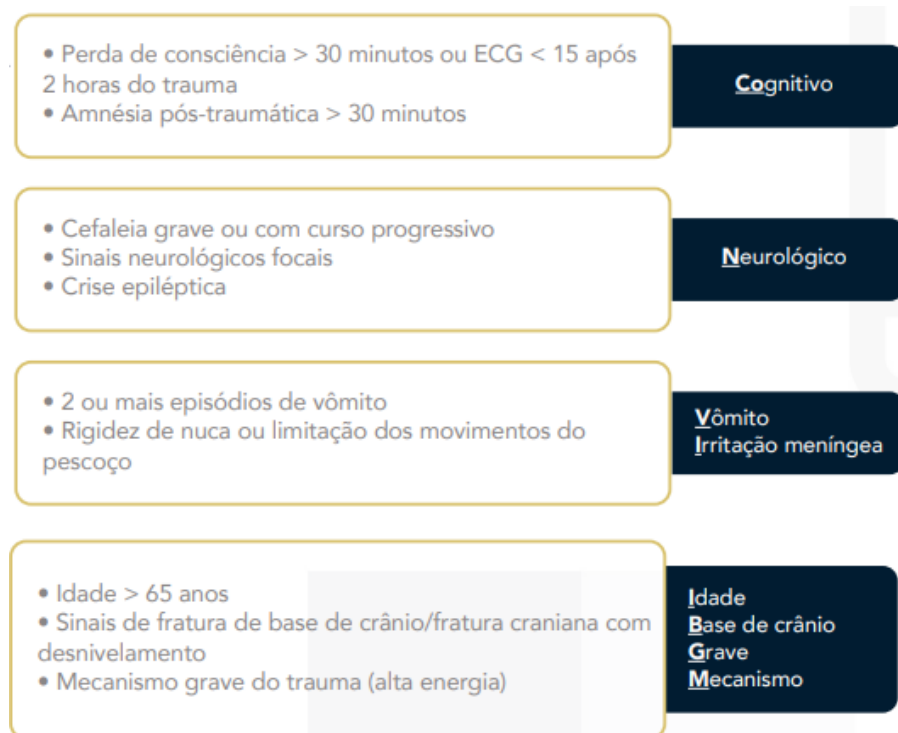 • Perda de consciência > 30 minutos ou ECG < 15 após
2 horas do trauma
• Amnésia pós-traumática > 30 minutos
Cognitivo
• Cefaleia grave ou com curso progressivo
• Sinais neurológicos focais
• Crise epiléptica
Neurológico
• 2 ou mais episódios de vômito
• Rigidez de nuca ou limitação dos movimentos do
pescoço
Vômito
Irritação meníngea
• Idade > 65 anos
• Sinais de fratura de base de crânio/fratura craniana com
desnivelamento
• Mecanismo grave do trauma (alta energia)
Idade
Base de crânio
Grave
Mecanismo